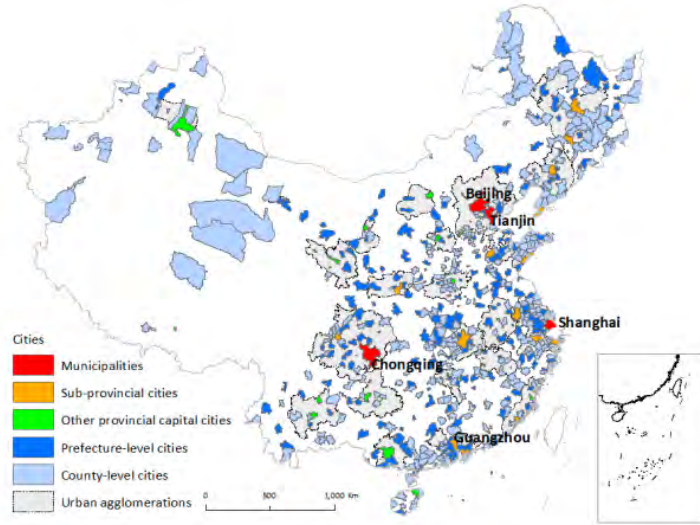 Beijing
Tianjin
Shanghai
Chongqing
Guangzhou
Cities
Municipalities
Sub-provincial cities
Other provincial capital cities
Prefecture-level cities
County-level cities
Urban agglomerations
0 500 1,000 Km